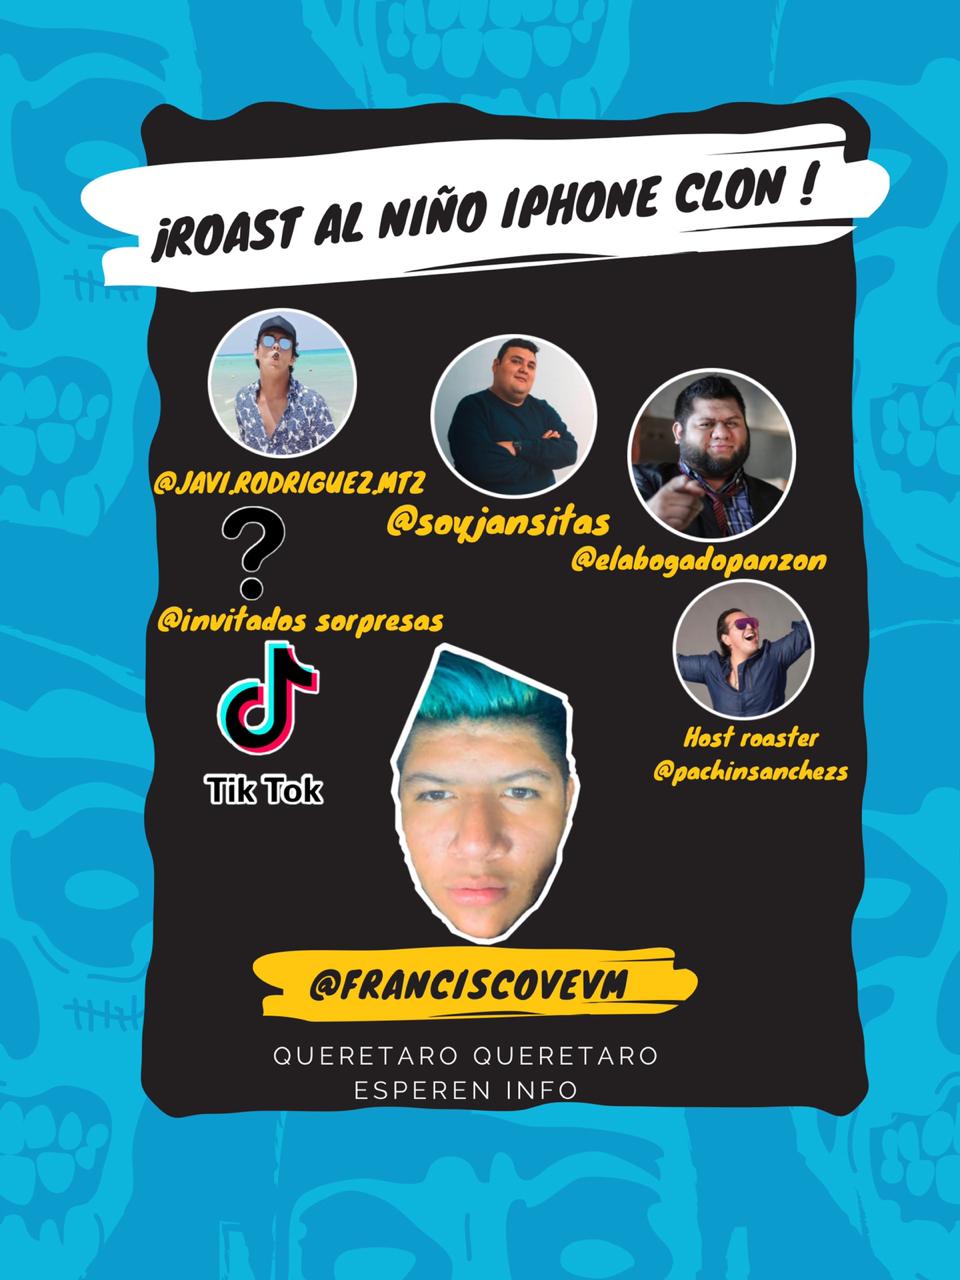 ¡ROAST AL NIÑO IPHONE CLON !
@JAVI.RODRIGUEZ.MTZ
@soyjansitas
@elabogadopanzon
?
@invitados sorpresas
Tik Tok
Host roaster
@pachinsanchezs
@FRANCISCOVEVM
QUERETARO QUERETARO
ESPEREN INFO